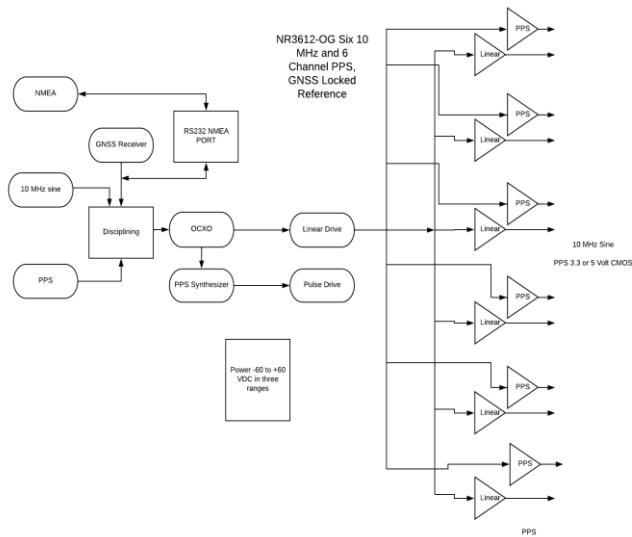 NR3612-OG Six 10
MHz and 6
Channel PPS,
GNSS Locked
Reference
NMEA
RS232 NMEA
PORT
GNSS Receiver
10 MHz sine
Disciplining
OCXO
Linear Drive
PPS
PPS Synthesizer
Pulse Drive
Power -60 to +60
VDC in three
ranges
PPS
Linear
PPS
Linear
PPS
Linear
PPS
Linear
PPS
Linear
PPS
Linear
10 MHz Sine
PPS 3.3 or 5 Volt CMOS
PPS